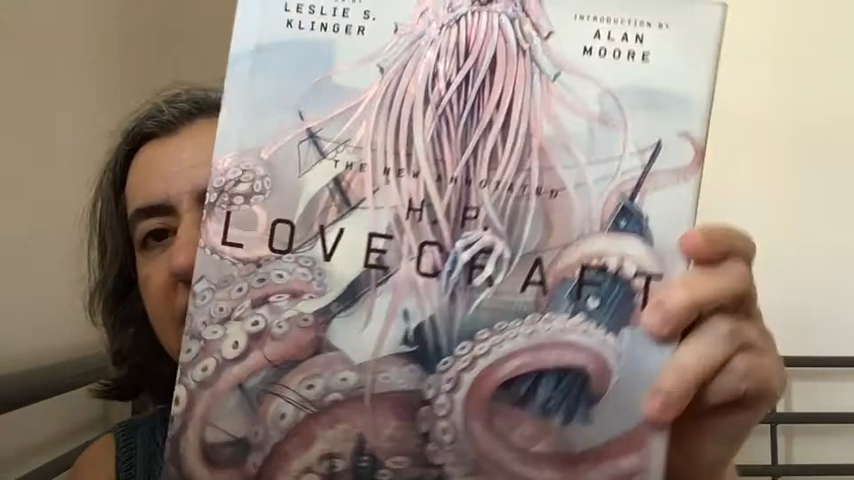 LESLIE S.
KLINGER
INTRODUCTION BY
ALAN
MOORE
THE NEW ANNOTATED
H. P.
LOVECRAFT